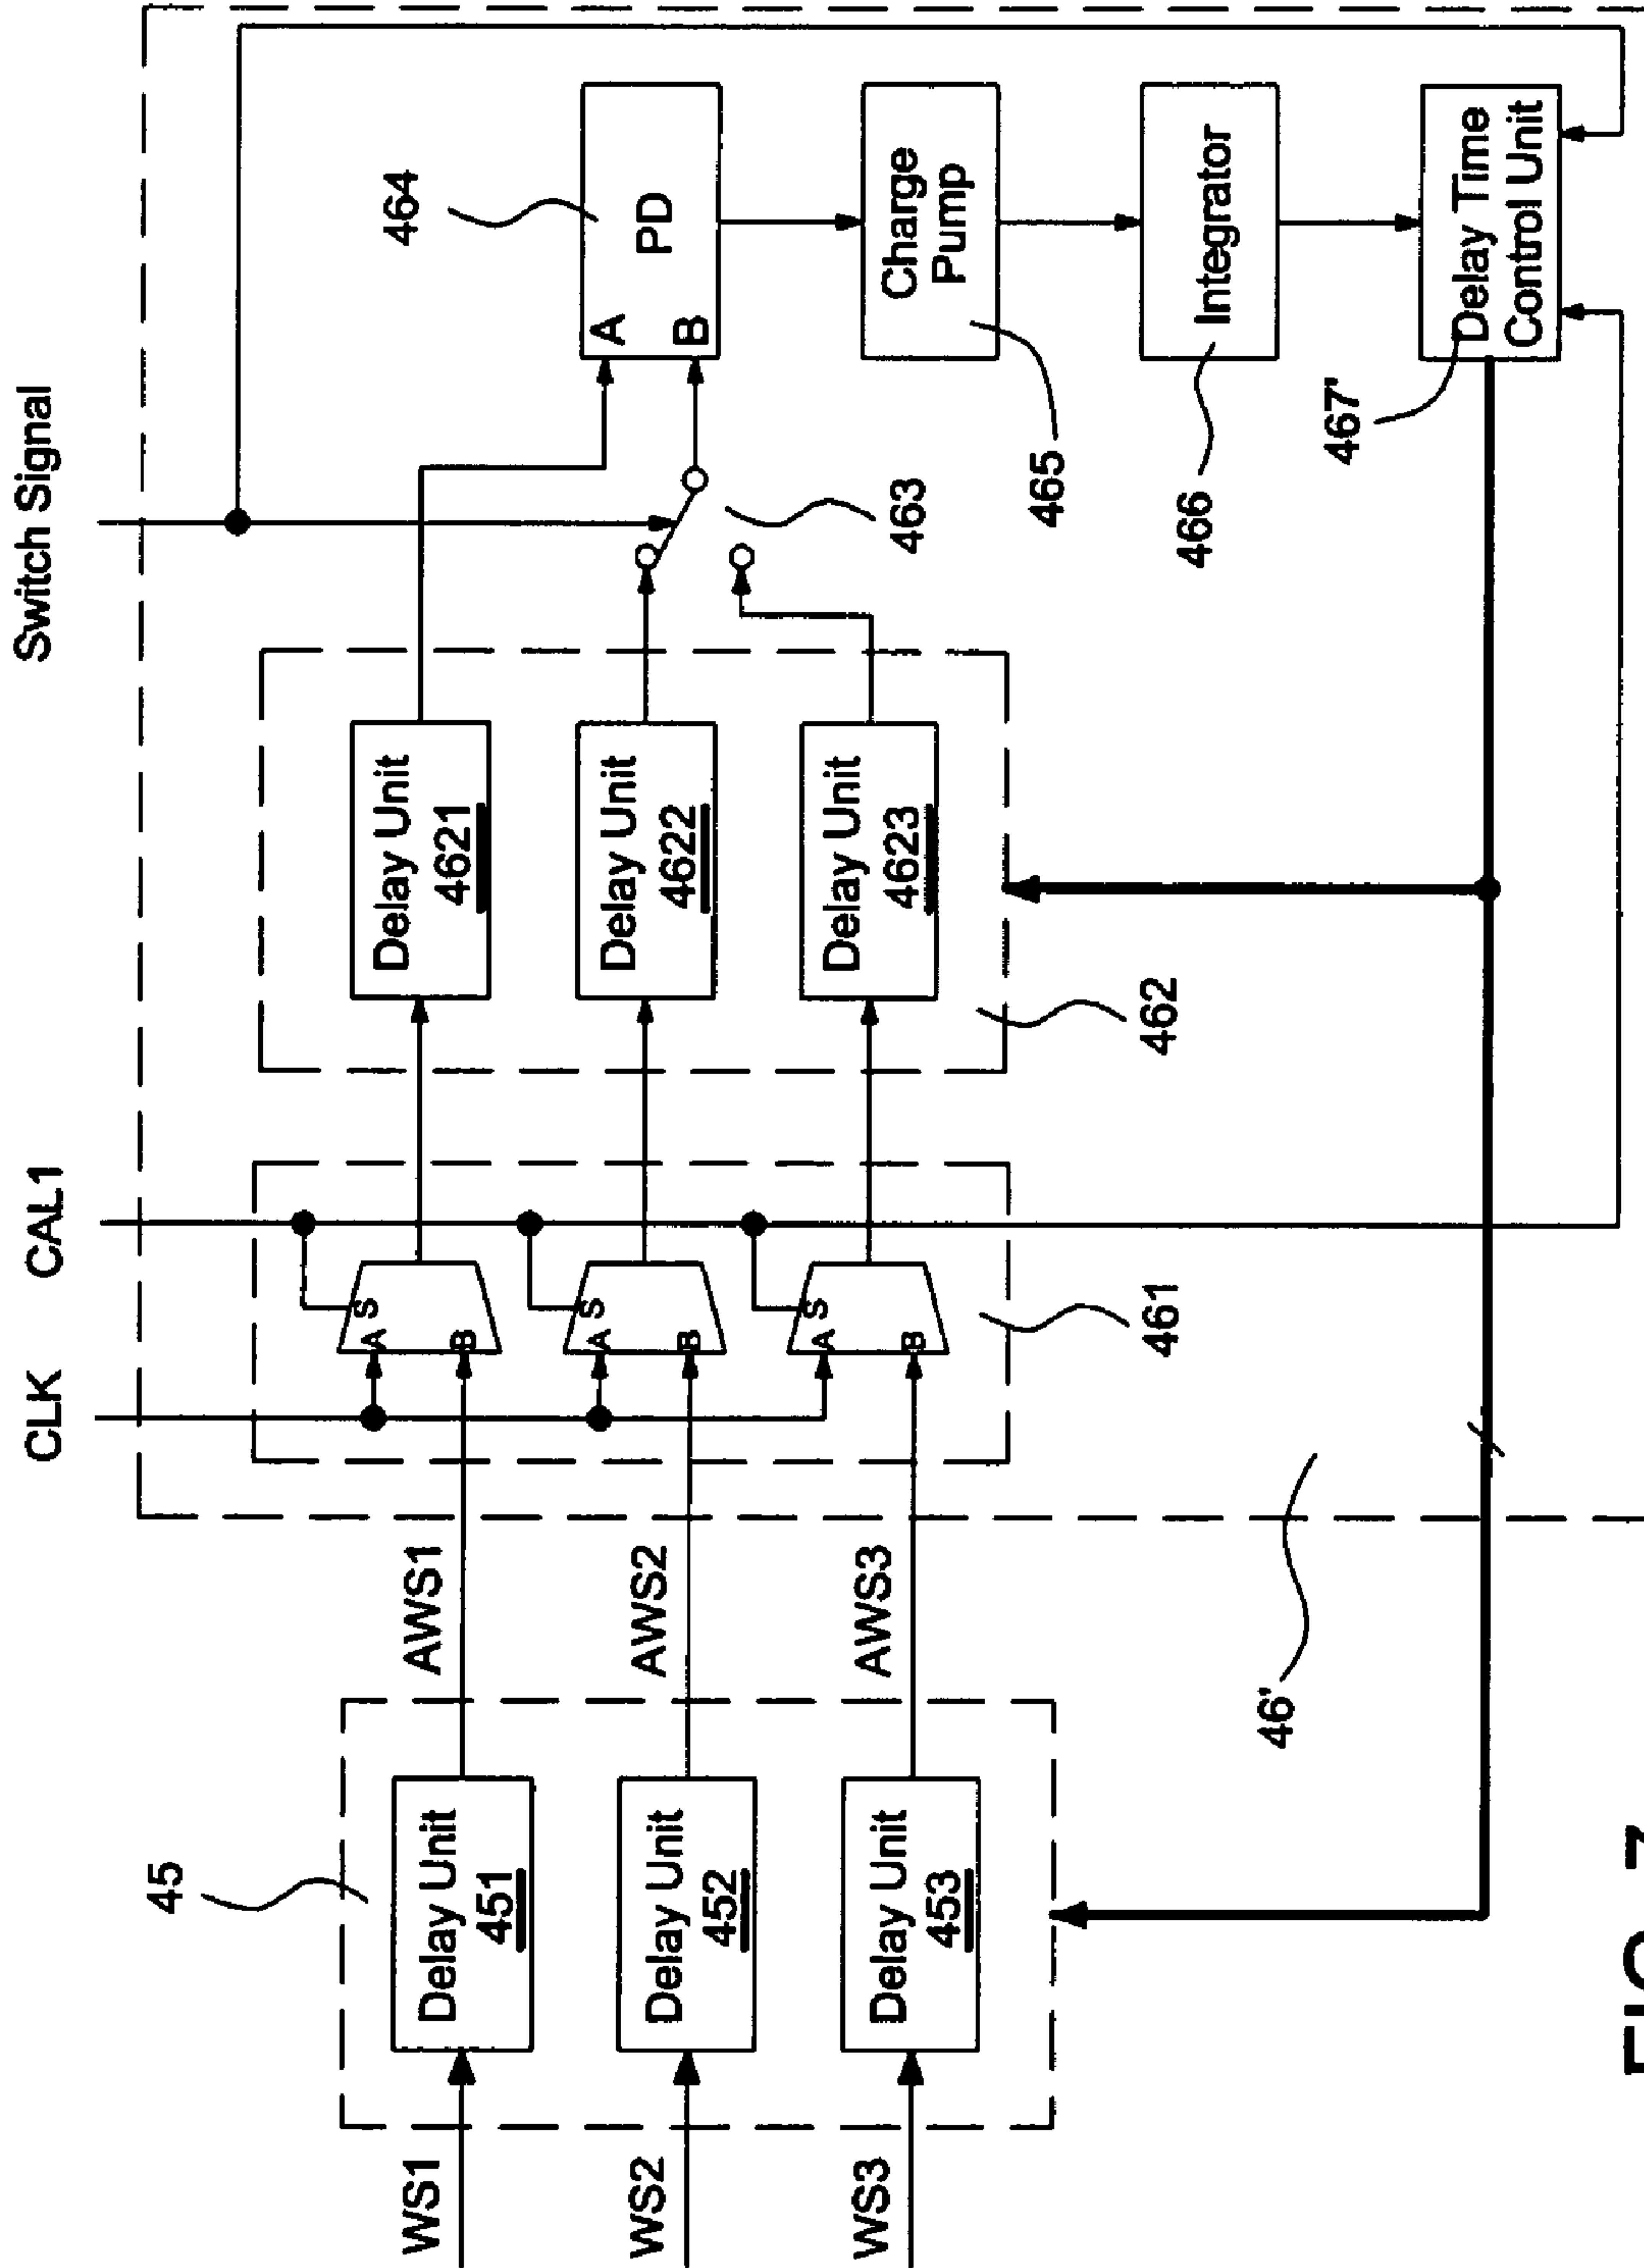 CLK
CAL1
Switch Signal
45
WS1
Delay Unit
451
AWS1
S
A
B
Delay Unit
4621
464
A
B
PD
WS2
Delay Unit
452
AWS2
S
A
B
Delay Unit
4622
463
Charge
Pump
465
WS3
Delay Unit
453
AWS3
S
A
B
Delay Unit
4623
461
462
466
Integrator
46'
467'
Delay Time
Control Unit
FIG. 7